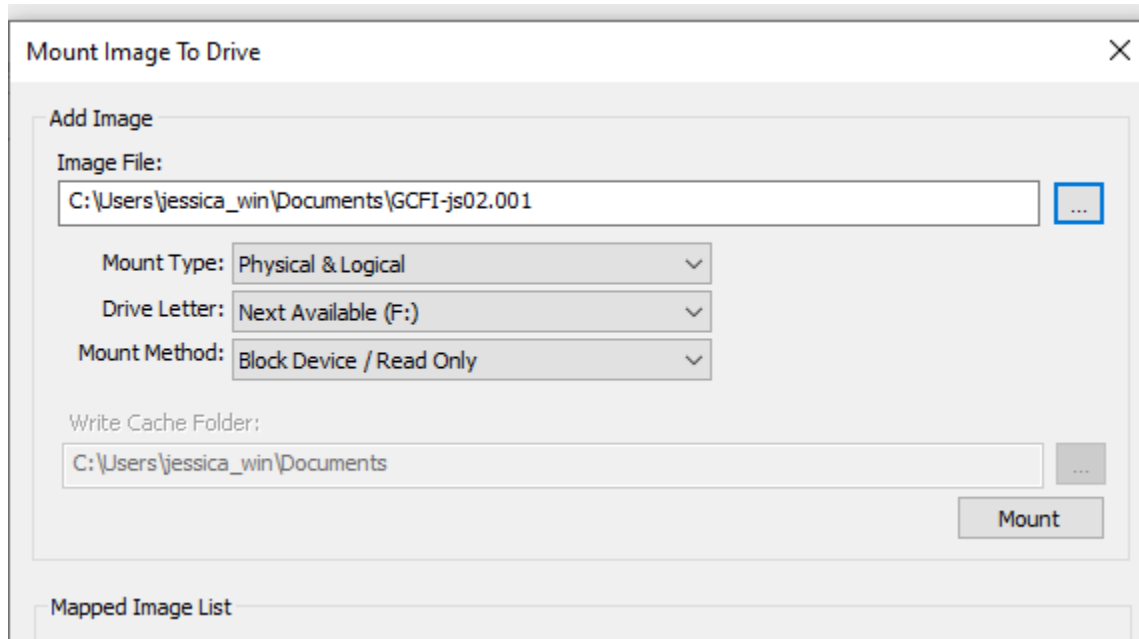 Mount Image To Drive
Add Image
Image File:
C:\Users\jessica_win\Documents\GCFI-js02.001
...
Mount Type: Physical & Logical
Drive Letter: Next Available (F:)
Mount Method: Block Device / Read Only
Write Cache Folder:
C:\Users\jessica_win\Documents
...
Mount
Mapped Image List